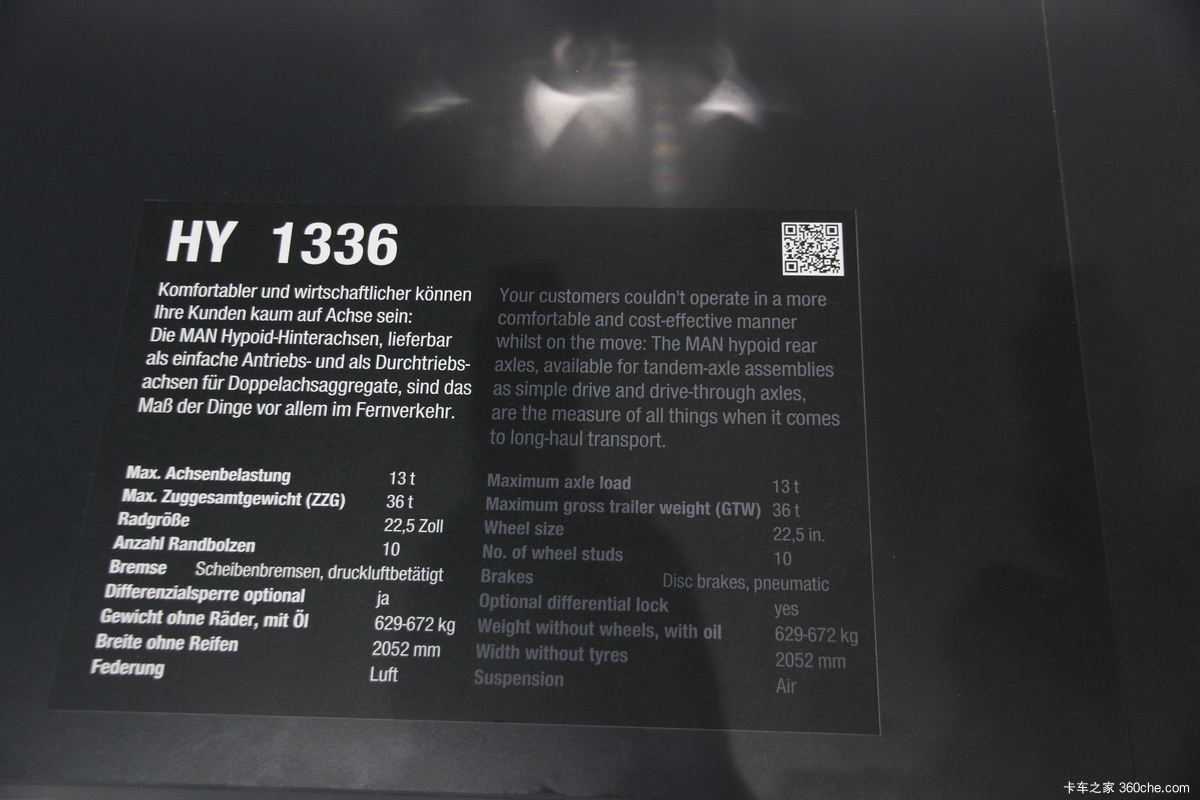 HY 1336
Komfortabler und wirtschaftlicher können
Ihre Kunden kaum auf Achse sein:
Die MAN Hypoid-Hinterachsen, lieferbar
als einfache Antriebs- und als Durchtriebs-
achsen für Doppelachsaggregate, sind das
Maß der Dinge vor allem im Fernverkehr.
Max. Achsenbelastung 13 t
Max. Zuggesamtgewicht (ZZG) 36 t
Radgröße 22,5 Zoll
Anzahl Randbolzen 10
Bremse Scheibenbremsen, druckluftbetätigt
Differenzialsperre optional ja
Gewicht ohne Räder, mit Öl 629-672 kg
Breite ohne Reifen 2052 mm
Federung Luft
Your customers couldn't operate in a more
comfortable and cost-effective manner
whilst on the move: The MAN hypoid rear
axles, available for tandem-axle assemblies
as simple drive and drive-through axles,
are the measure of all things when it comes
to long-haul transport.
Maximum axle load 13 t
Maximum gross trailer weight (GTW) 36 t
Wheel size 22,5 in.
No. of wheel studs 10
Brakes Disc brakes, pneumatic
Optional differential lock yes
Weight without wheels, with oil 629-672 kg
Width without tyres 2052 mm
Suspension Air
卡车之家 360che.com